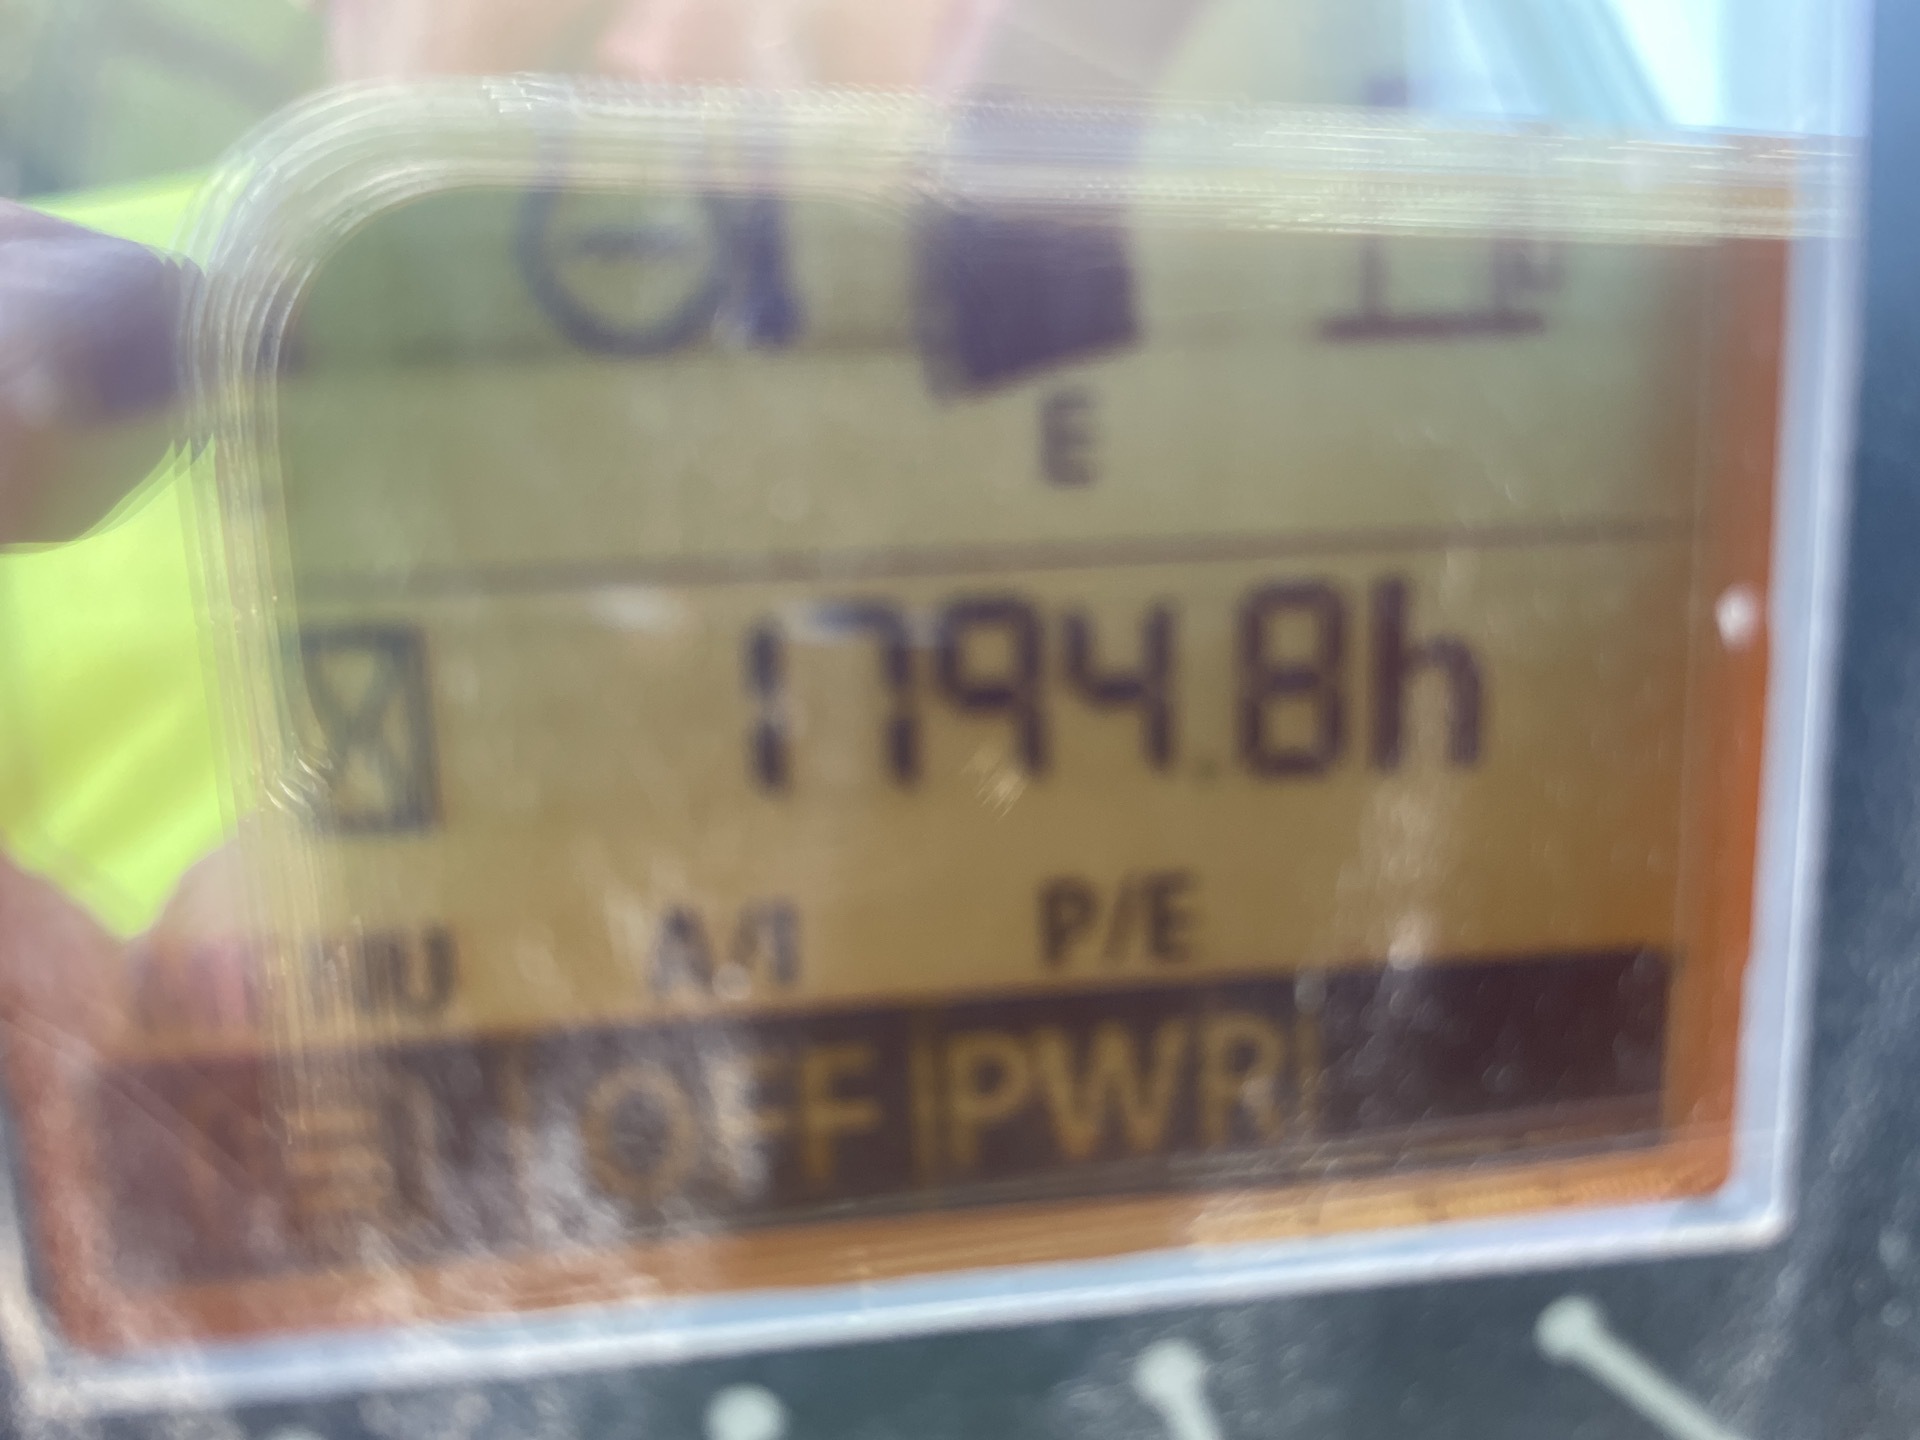 E
1794.8h
A/I P/E
OFF PWR